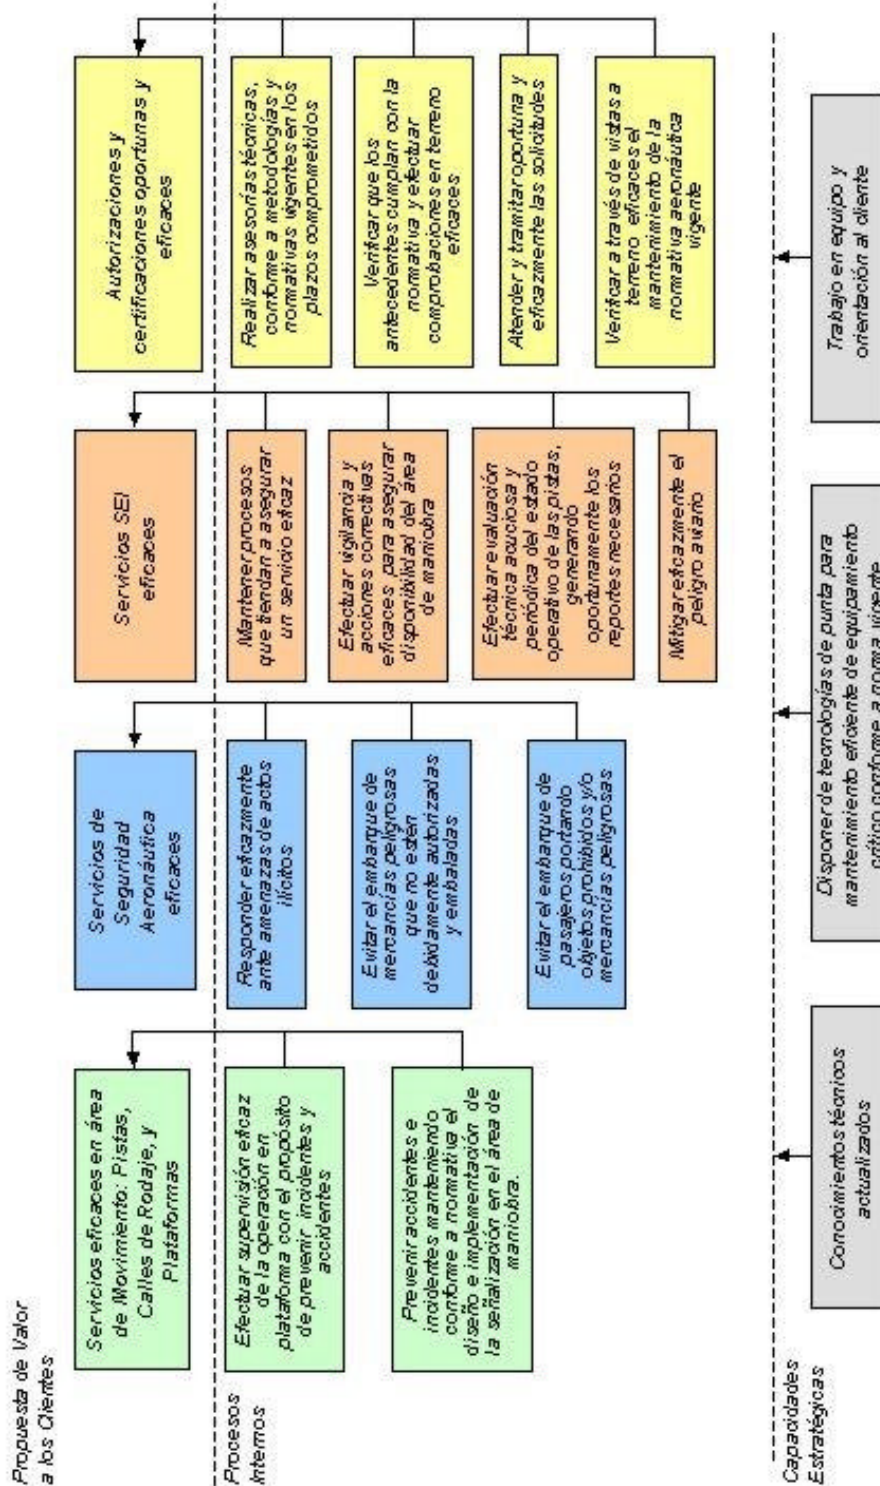 Propuesta de Valor
a los Clientes
Servicios eficaces en área
de Movimiento: Pistas,
Calles de Rodaje, y
Plataformas
Servicios de
Seguridad
Aeronáutica
eficaces
Servicios SEI
eficaces
Autorizaciones y
certificaciones oportunas y
eficaces
Procesos
Internos
Efectuar supervisión eficaz
de la operación en
plataforma con el propósito
de prevenir incidentes y
accidentes
Prevenir accidentes e
incidentes manteniendo
conforme a normativa el
diseño e implementación de
la señalización en el área de
maniobra.
Responder eficazmente
ante amenazas de actos
ilícitos
Evitar el embarque de
mercancías peligrosas
que no estén
debidamente autorizadas
y embaladas
Evitar el embarque de
pasajeros portando
objetos prohibidos y/o
mercancías peligrosas
Mantener procesos
que tiendan a asegurar
un servicio eficaz
Efectuar vigilancia y
acciones correctivas
eficaces para asegurar
disponibilidad del área
de maniobra
Efectuar evaluación
técnica acuciosa y
periódica del estado
operativo de las pistas,
generando
oportunamente los
reportes necesarios
Mitigar eficazmente el
peligro aviario
Realizar asesorías técnicas,
conforme a metodologías y
normativas vigentes en los
plazos comprometidos
Verificar que los
antecedentes cumplan con la
normativa y efectuar
comprobaciones en terreno
eficaces
Atender y tramitar oportuna y
eficazmente las solicitudes
Verificar a través de vistas a
terreno eficaces el
mantenimiento de la
normativa aeronáutica
vigente
Capacidades
Estratégicas
Conocimientos técnicos
actualizados
Disponer de tecnologías de punta para
mantenimiento eficiente de equipamiento
crítico conforme a norma vigente
Trabajo en equipo y
orientación al cliente